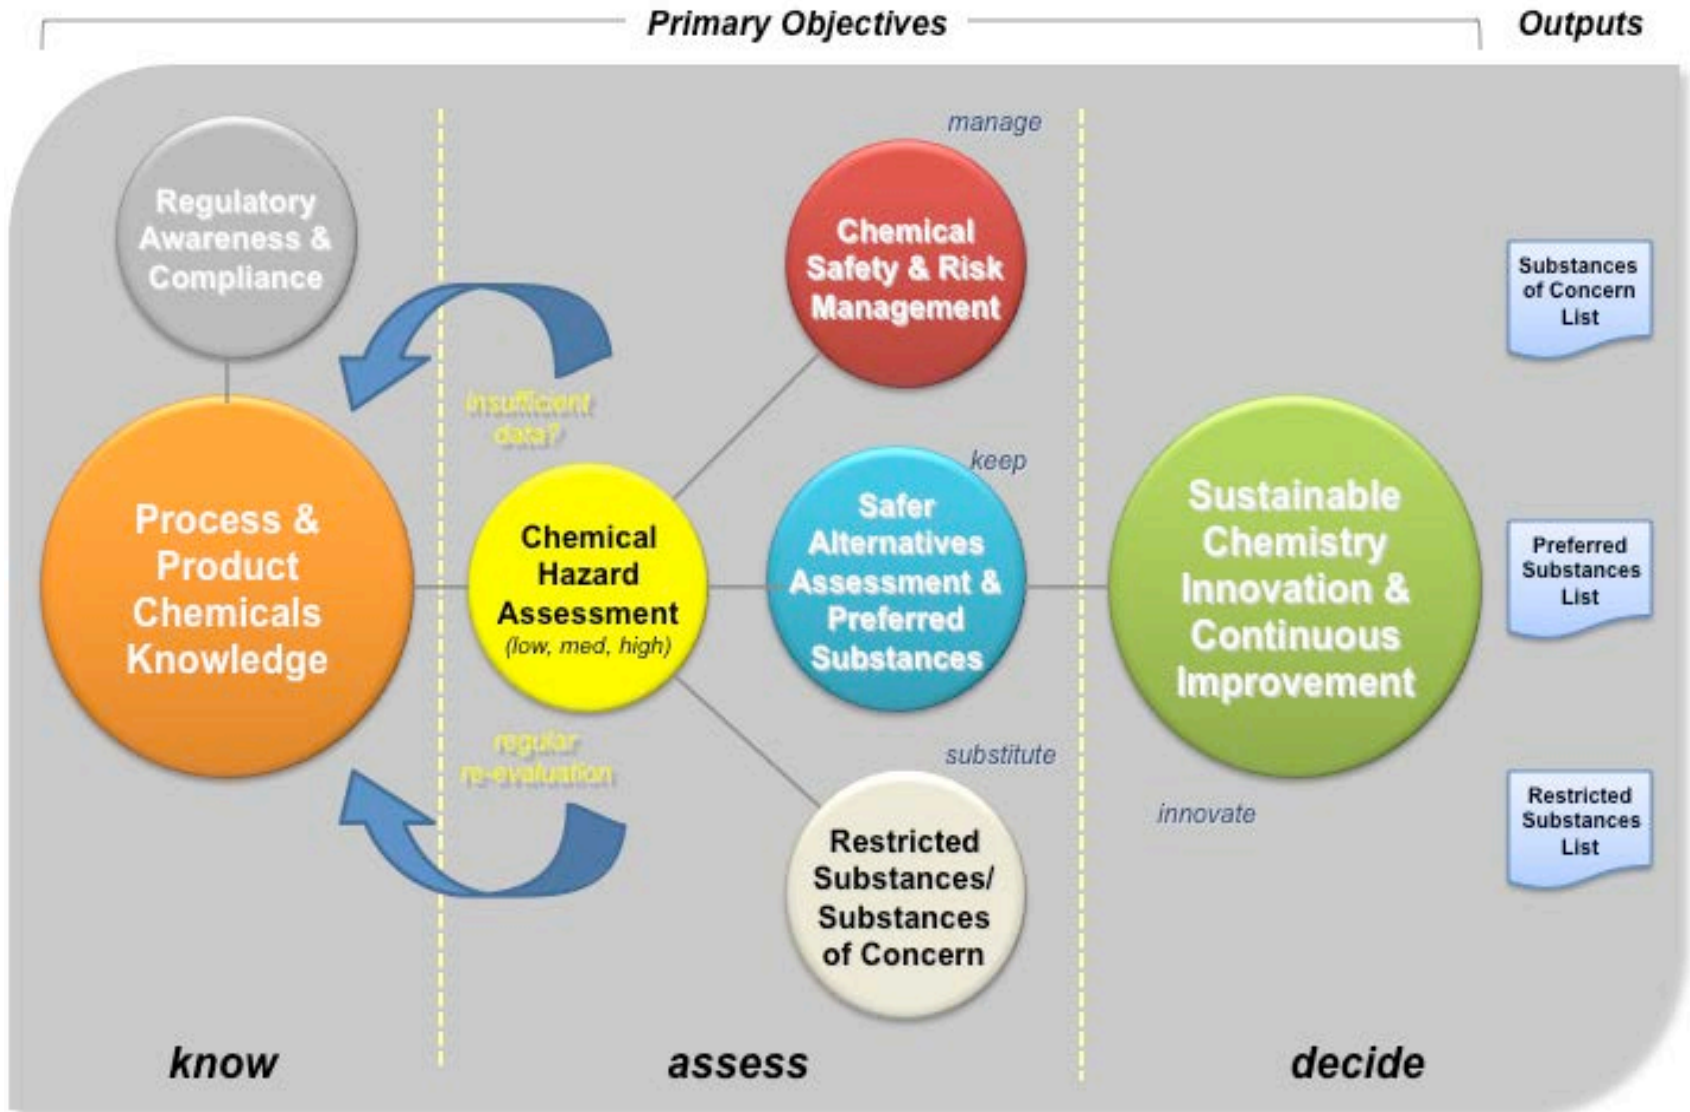 Primary Objectives
Outputs
Regulatory
Awareness &
Compliance
Process &
Product
Chemicals
Knowledge
know
insufficient
data?
Chemical
Hazard
Assessment
(low, med, high)
regular
re-evaluation
manage
Chemical
Safety & Risk
Management
keep
Safer
Alternatives
Assessment &
Preferred
Substances
substitute
Restricted
Substances/
Substances
of Concern
assess
Sustainable
Chemistry
Innovation &
Continuous
Improvement
innovate
decide
Substances
of Concern
List
Preferred
Substances
List
Restricted
Substances
List